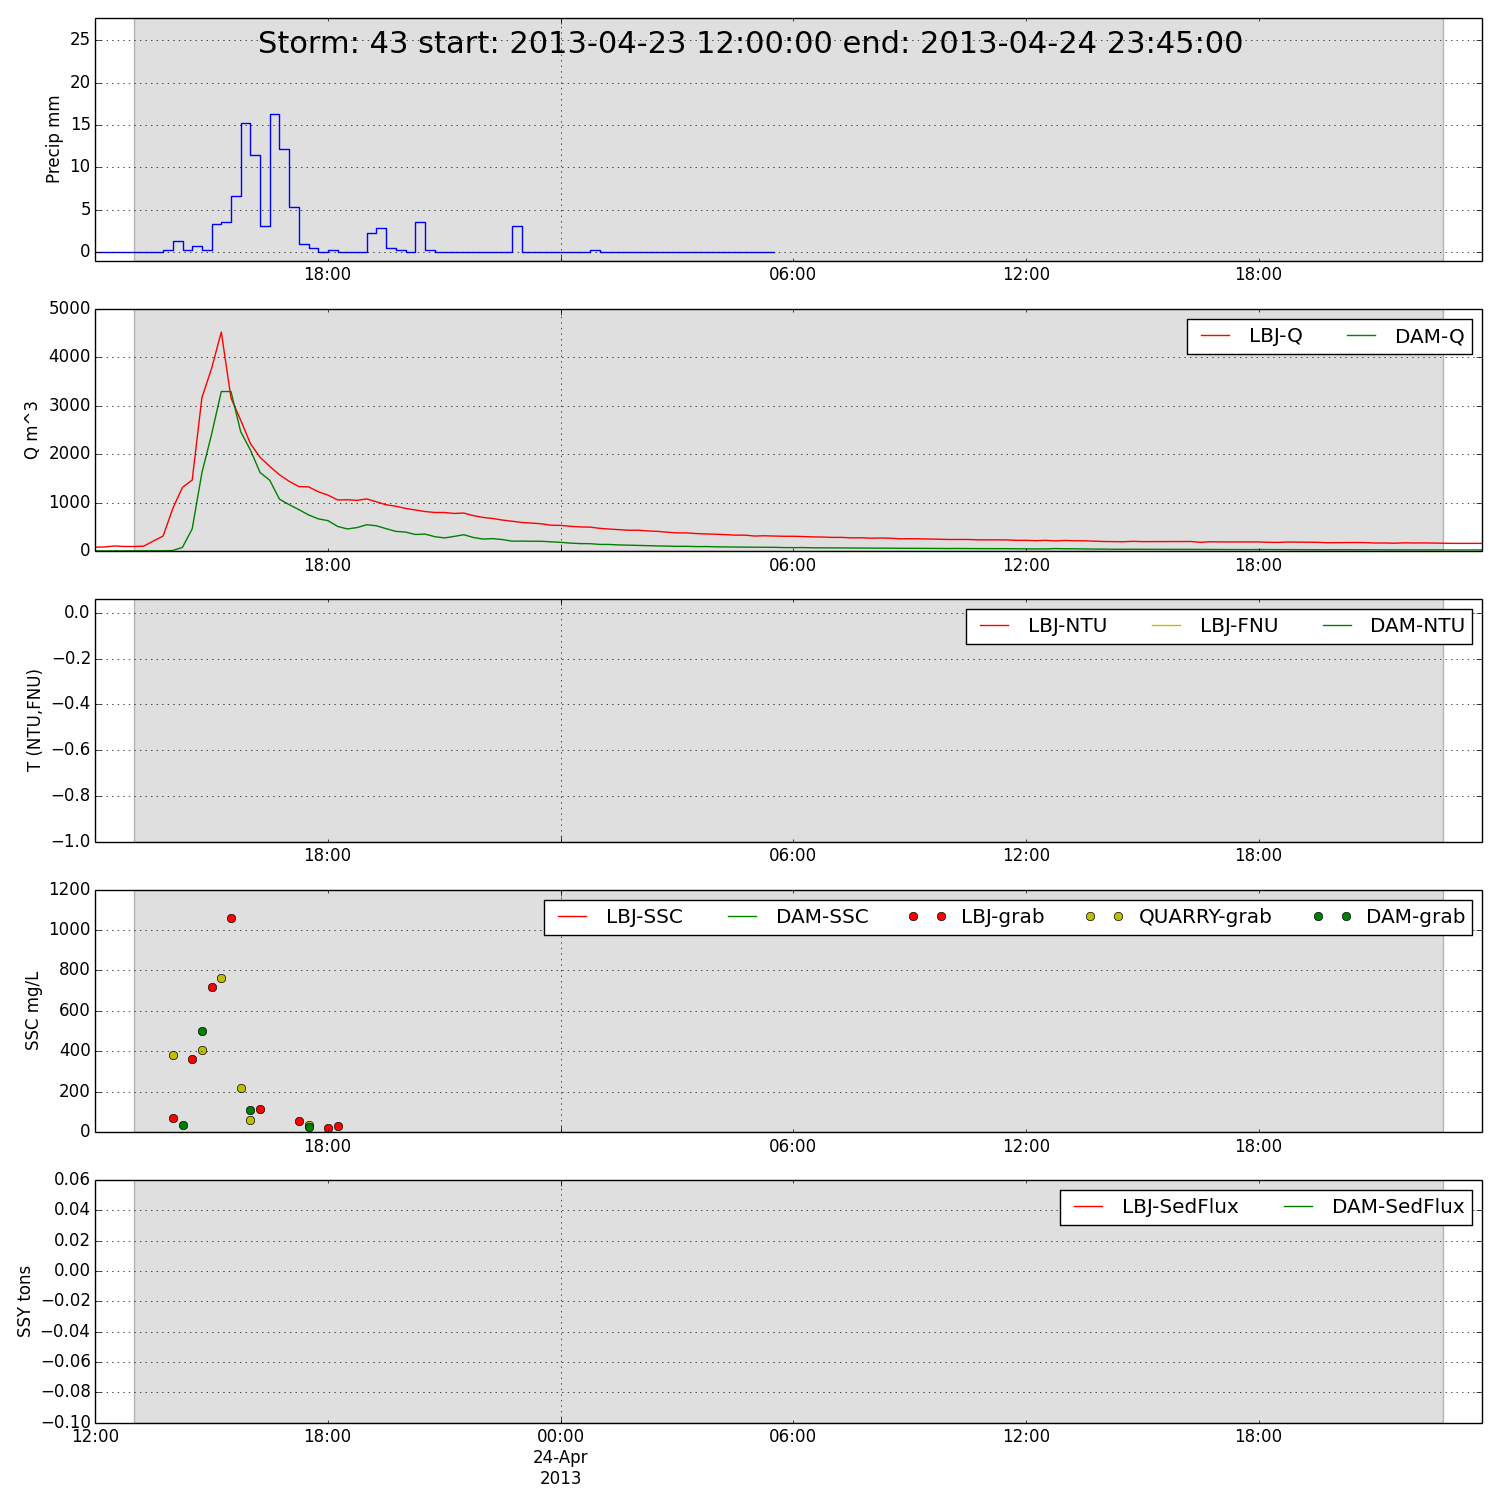 Storm: 43 start: 2013-04-23 12:00:00 end: 2013-04-24 23:45:00
Precip mm
25
20
15
10
5
0
18:00 06:00 12:00 18:00
Q m^3
5000
4000
3000
2000
1000
0
LBJ-Q DAM-Q
18:00 06:00 12:00 18:00
T (NTU,FNU)
0.0
−0.2
−0.4
−0.6
−0.8
−1.0
LBJ-NTU LBJ-FNU DAM-NTU
18:00 06:00 12:00 18:00
SSC mg/L
1200
1000
800
600
400
200
0
LBJ-SSC DAM-SSC LBJ-grab QUARRY-grab DAM-grab
18:00 06:00 12:00 18:00
SSY tons
0.06
0.04
0.02
0.00
−0.02
−0.04
−0.06
−0.08
−0.10
LBJ-SedFlux DAM-SedFlux
12:00 18:00 00:00 06:00 12:00 18:00
24-Apr
2013